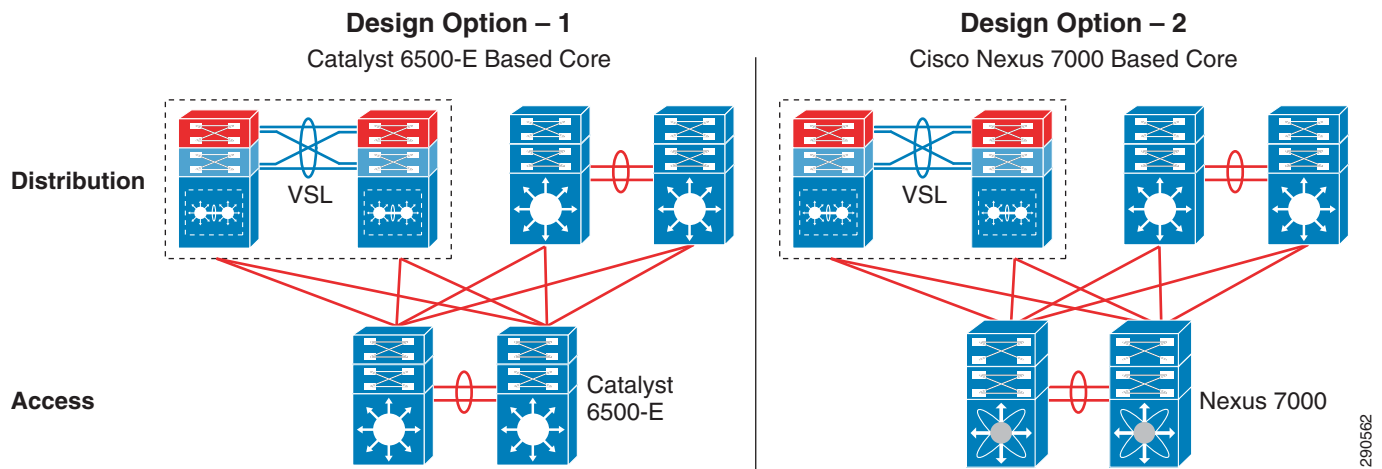 Design Option – 1
Catalyst 6500-E Based Core
Design Option – 2
Cisco Nexus 7000 Based Core
Distribution
VSL
VSL
Access
Catalyst
6500-E
Nexus 7000
290562